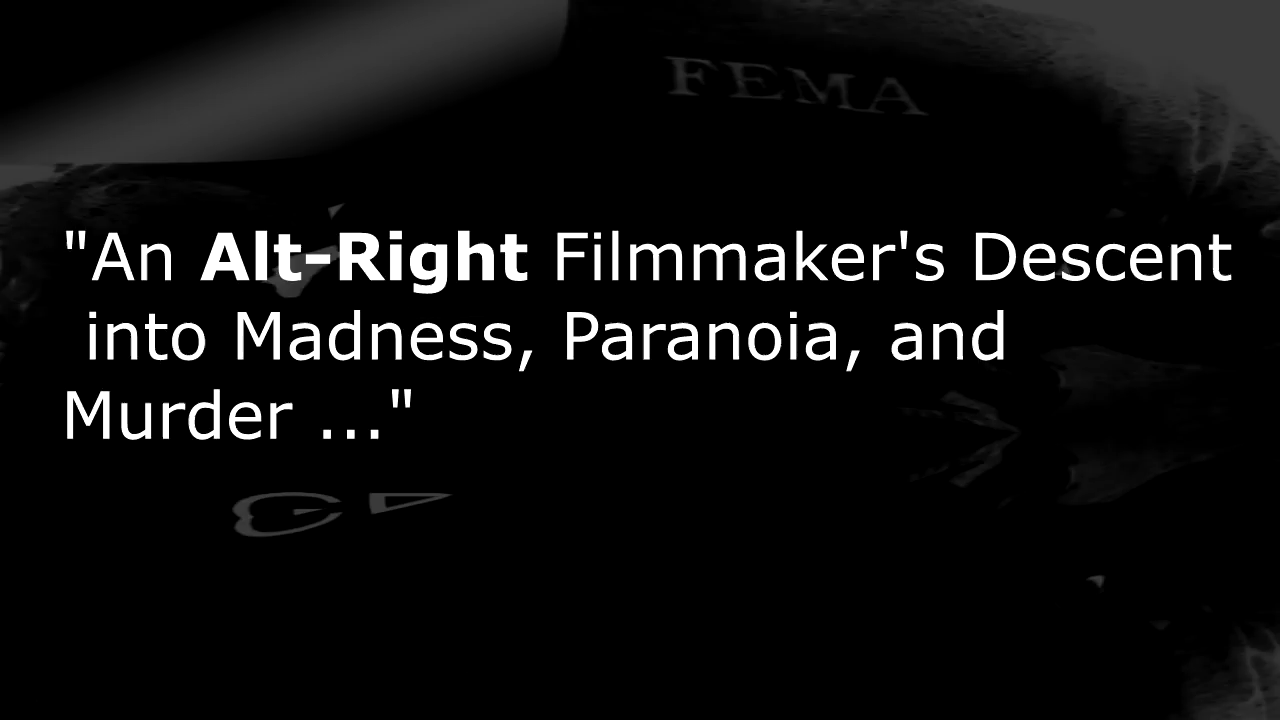 FEMA
"An Alt-Right Filmmaker's Descent
into Madness, Paranoia, and
Murder ..."